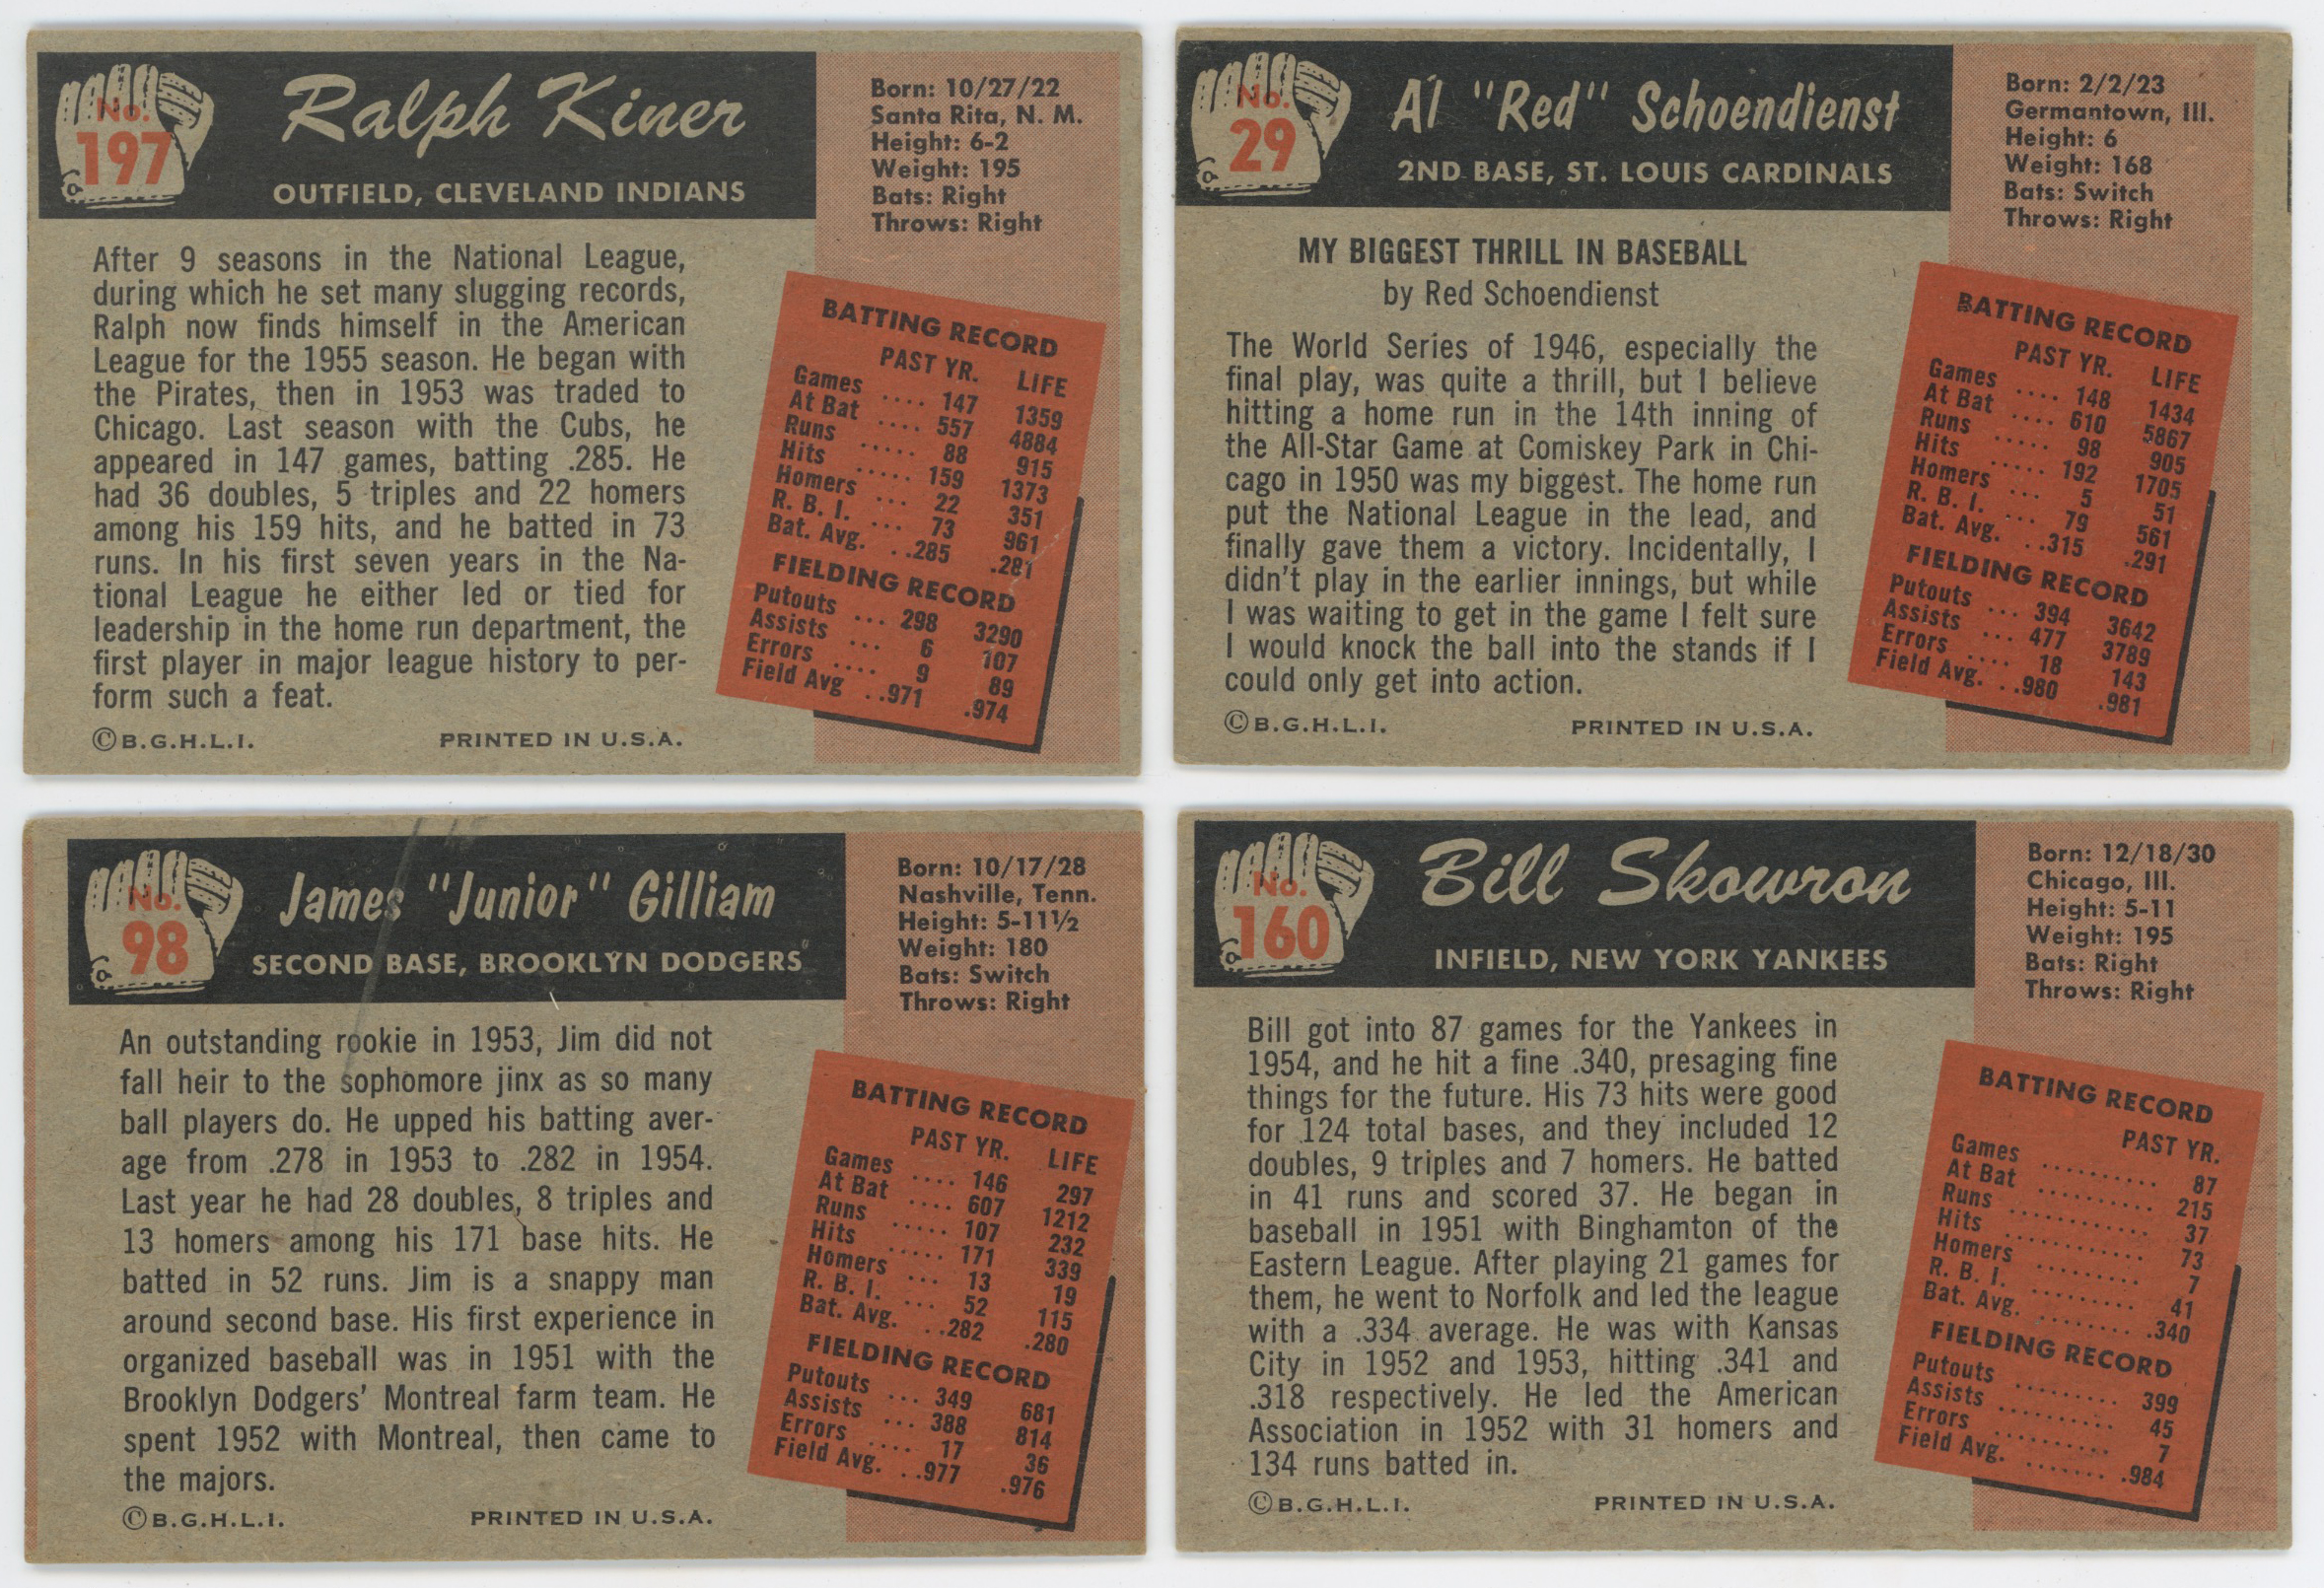 No.
197
Ralph Kiner
OUTFIELD, CLEVELAND INDIANS
Born: 10/27/22
Santa Rita, N. M.
Height: 6-2
Weight: 195
Bats: Right
Throws: Right
After 9 seasons in the National League,
during which he set many slugging records,
Ralph now finds himself in the American
League for the 1955 season. He began with
the Pirates, then in 1953 was traded to
Chicago. Last season with the Cubs, he
appeared in 147 games, batting .285. He
had 36 doubles, 5 triples and 22 homers
among his 159 hits, and he batted in 73
runs. In his first seven years in the Na-
tional League he either led or tied for
leadership in the home run department, the
first player in major league history to per-
form such a feat.
©B.G.H.L.I. PRINTED IN U.S.A.
BATTING RECORD
PAST YR. LIFE
Games .... 147 1359
At Bat .... 557 4884
Runs ..... 88 915
Hits ..... 159 1373
Homers ... 22 351
R. B. I. ... 73 961
Bat. Avg. ..285 .281
FIELDING RECORD
Putouts ... 298 3290
Assists ... 6 107
Errors .... 9 89
Field Avg ..971 .974
No.
29
Al "Red" Schoendienst
2ND BASE, ST. LOUIS CARDINALS
Born: 2/2/23
Germantown, Ill.
Height: 6
Weight: 168
Bats: Switch
Throws: Right
MY BIGGEST THRILL IN BASEBALL
by Red Schoendienst
The World Series of 1946, especially the
final play, was quite a thrill, but I believe
hitting a home run in the 14th inning of
the All-Star Game at Comiskey Park in Chi-
cago in 1950 was my biggest. The home run
put the National League in the lead, and
finally gave them a victory. Incidentally, I
didn't play in the earlier innings, but while
I was waiting to get in the game I felt sure
I would knock the ball into the stands if I
could only get into action.
©B.G.H.L.I. PRINTED IN U.S.A.
BATTING RECORD
PAST YR. LIFE
Games .... 148 1434
At Bat .... 610 5867
Runs ..... 98 905
Hits ..... 192 1705
Homers ... 5 51
R. B. I. ... 79 561
Bat. Avg. ..315 .291
FIELDING RECORD
Putouts ... 394 3642
Assists ... 477 3789
Errors .... 18 143
Field Avg. ..980 .981
No.
98
James "Junior" Gilliam
SECOND BASE, BROOKLYN DODGERS
Born: 10/17/28
Nashville, Tenn.
Height: 5-11½
Weight: 180
Bats: Switch
Throws: Right
An outstanding rookie in 1953, Jim did not
fall heir to the sophomore jinx as so many
ball players do. He upped his batting aver-
age from .278 in 1953 to .282 in 1954.
Last year he had 28 doubles, 8 triples and
13 homers among his 171 base hits. He
batted in 52 runs. Jim is a snappy man
around second base. His first experience in
organized baseball was in 1951 with the
Brooklyn Dodgers' Montreal farm team. He
spent 1952 with Montreal, then came to
the majors.
©B.G.H.L.I. PRINTED IN U.S.A.
BATTING RECORD
PAST YR. LIFE
Games .... 146 297
At Bat .... 607 1212
Runs ..... 107 232
Hits ..... 171 339
Homers ... 13 19
R. B. I. ... 52 115
Bat. Avg. ..282 .280
FIELDING RECORD
Putouts ... 349 681
Assists ... 388 814
Errors .... 17 36
Field Avg. ..977 .976
No.
160
Bill Skowron
INFIELD, NEW YORK YANKEES
Born: 12/18/30
Chicago, Ill.
Height: 5-11
Weight: 195
Bats: Right
Throws: Right
Bill got into 87 games for the Yankees in
1954, and he hit a fine .340, presaging fine
things for the future. His 73 hits were good
for 124 total bases, and they included 12
doubles, 9 triples and 7 homers. He batted
in 41 runs and scored 37. He began in
baseball in 1951 with Binghamton of the
Eastern League. After playing 21 games for
them, he went to Norfolk and led the league
with a .334 average. He was with Kansas
City in 1952 and 1953, hitting .341 and
.318 respectively. He led the American
Association in 1952 with 31 homers and
134 runs batted in.
©B.G.H.L.I. PRINTED IN U.S.A.
BATTING RECORD
PAST YR.
Games .......... 87
At Bat .......... 215
Runs ............ 37
Hits ............ 73
Homers ......... 7
R. B. I. .......... 41
Bat. Avg. ........ .340
FIELDING RECORD
Putouts ......... 399
Assists ......... 45
Errors .......... 7
Field Avg. ....... .984